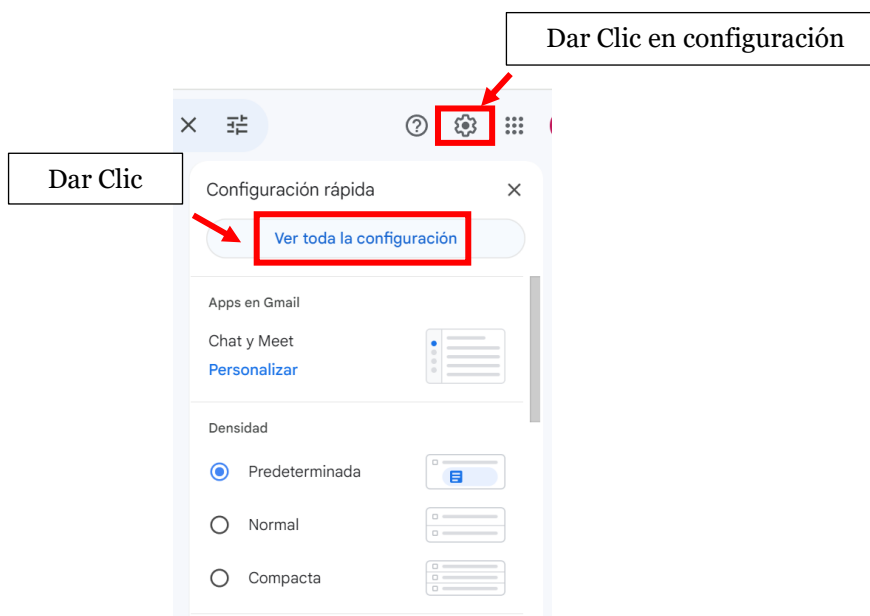 Dar Clic en configuración
Dar Clic
Configuración rápida
Ver toda la configuración
Apps en Gmail
Chat y Meet
Personalizar
Densidad
Predeterminada
Normal
Compacta